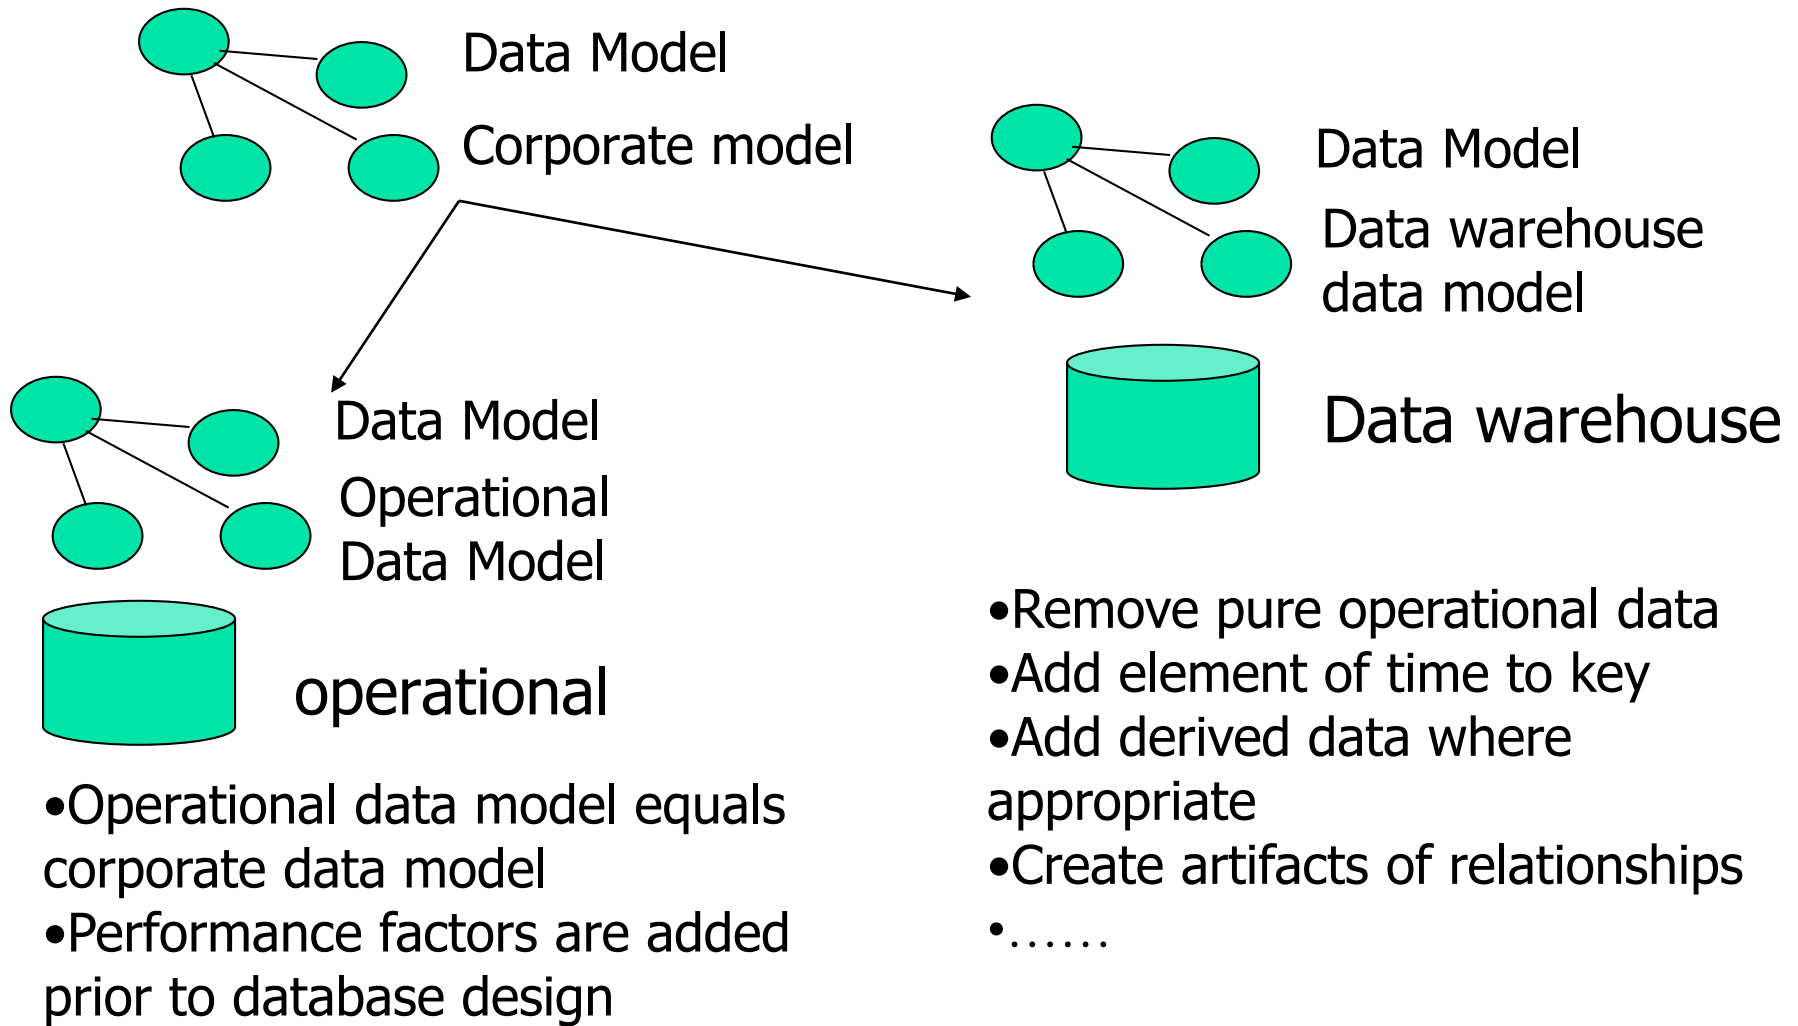 Data Model
Corporate model
Data Model
Data warehouse
data model
Data warehouse
Data Model
Operational
Data Model
operational
•Operational data model equals
corporate data model
•Performance factors are added
prior to database design
•Remove pure operational data
•Add element of time to key
•Add derived data where
appropriate
•Create artifacts of relationships
•……